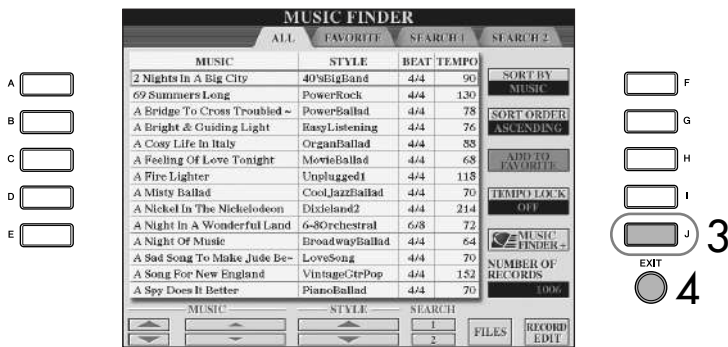 MUSIC FINDER
ALL FAVORITE SEARCH 1 SEARCH 2
MUSIC STYLE BEAT TEMPO
2 Nights In A Big City 40'sBigBand 4/4 90
69 Summers Long PowerRock 4/4 130
A Bridge To Cross Troubled ~ PowerBallad 4/4 78
A Bright & Guiding Light EasyListening 4/4 76
A Cosy Life In Italy OrganBallad 4/4 88
A Feeling Of Love Tonight MovieBallad 4/4 68
A Fire Lighter Unplugged1 4/4 118
A Misty Ballad CoolJazzBallad 4/4 70
A Nickel In The Nickelodeon Dixieland2 4/4 214
A Night In A Wonderful Land 6-8Orchestral 6/8 72
A Night Of Music BroadwayBallad 4/4 64
A Sad Song To Make Jude Be~ LoveSong 4/4 70
A Song For New England VintageGtrPop 4/4 152
A Spy Does It Better PianoBallad 4/4 70
SORT BY
MUSIC
SORT ORDER
ASCENDING
ADD TO
FAVORITE
TEMPO LOCK
OFF
MUSIC
FINDER+
NUMBER OF
RECORDS
1006
MUSIC STYLE SEARCH
1
2
FILES
RECORD
EDIT
A
B
C
D
E
F
G
H
I
J
3
EXIT
4